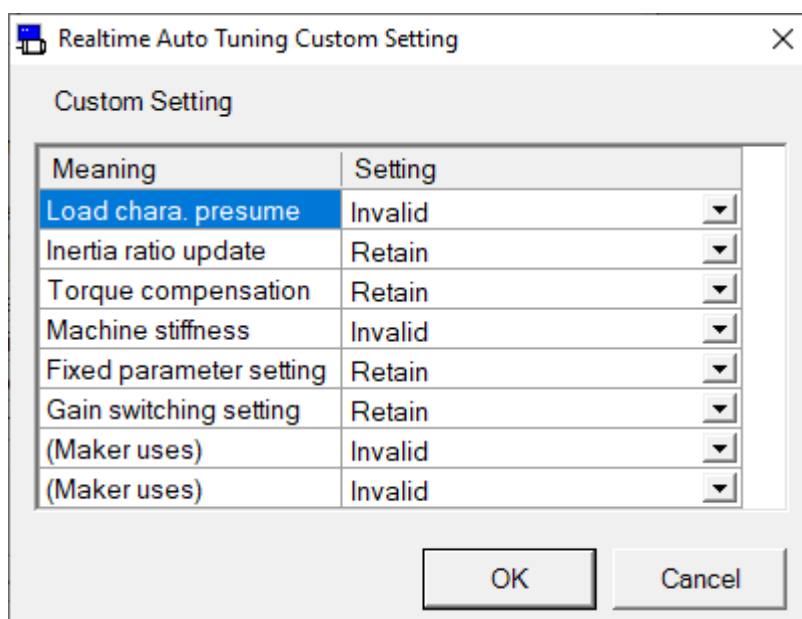 Realtime Auto Tuning Custom Setting
Custom Setting
Meaning Setting
Load chara. presume Invalid
Inertia ratio update Retain
Torque compensation Retain
Machine stiffness Invalid
Fixed parameter setting Retain
Gain switching setting Retain
(Maker uses) Invalid
(Maker uses) Invalid
OK Cancel